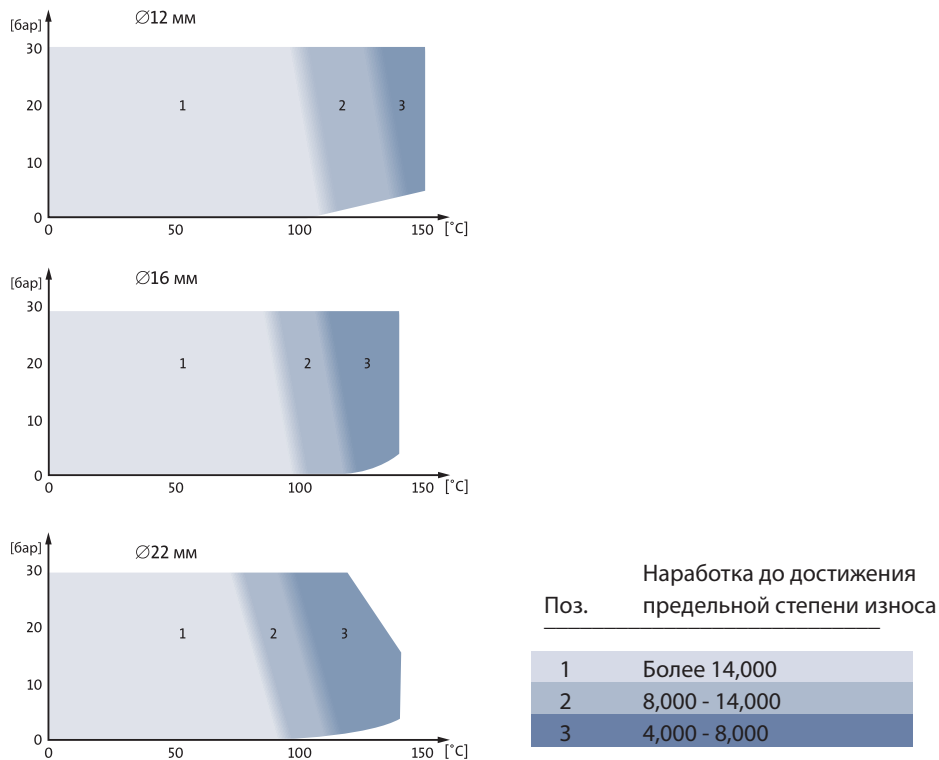 ∅12 мм
[бар]
30
20
10
0
1 2 3
0 50 100 150 [˚C]
∅16 мм
[бар]
30
20
10
0
1 2 3
0 50 100 150 [˚C]
∅22 мм
[бар]
30
20
10
0
1 2 3
0 50 100 150 [˚C]
Наработка до достижения
Поз. предельной степени износа
1 Более 14,000
2 8,000 - 14,000
3 4,000 - 8,000